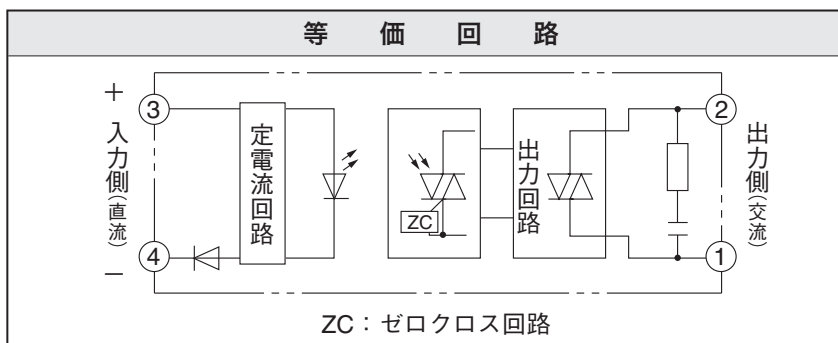 等価回路
＋
③
入力側(直流)
④
－
定電流回路
ZC
出力回路
②
出力側(交流)
①
ZC：ゼロクロス回路